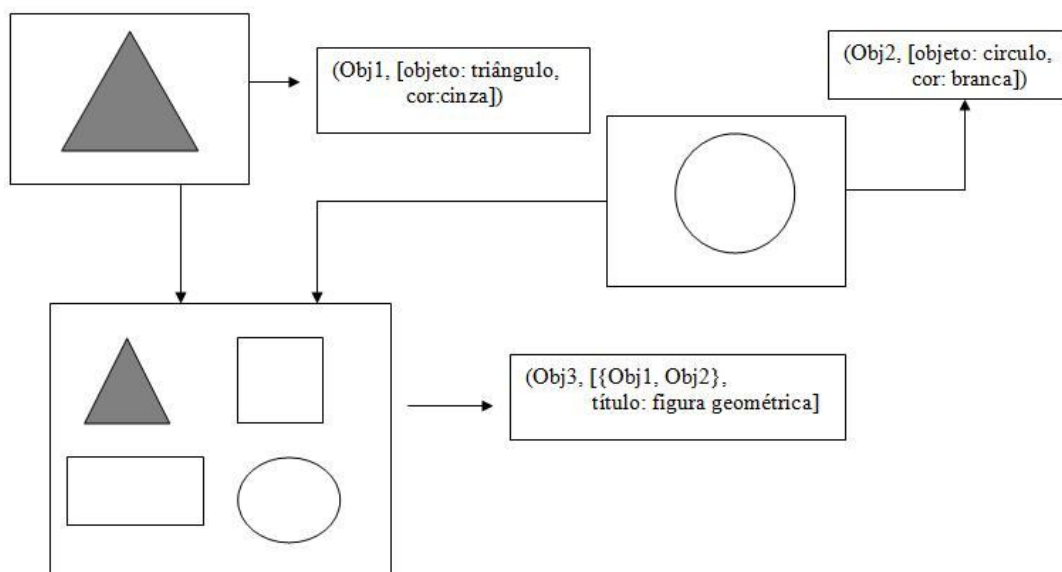 (Obj1, [objeto: triângulo,
cor:cinza])
(Obj2, [objeto: circulo,
cor: branca])
(Obj3, [{Obj1, Obj2},
título: figura geométrica]